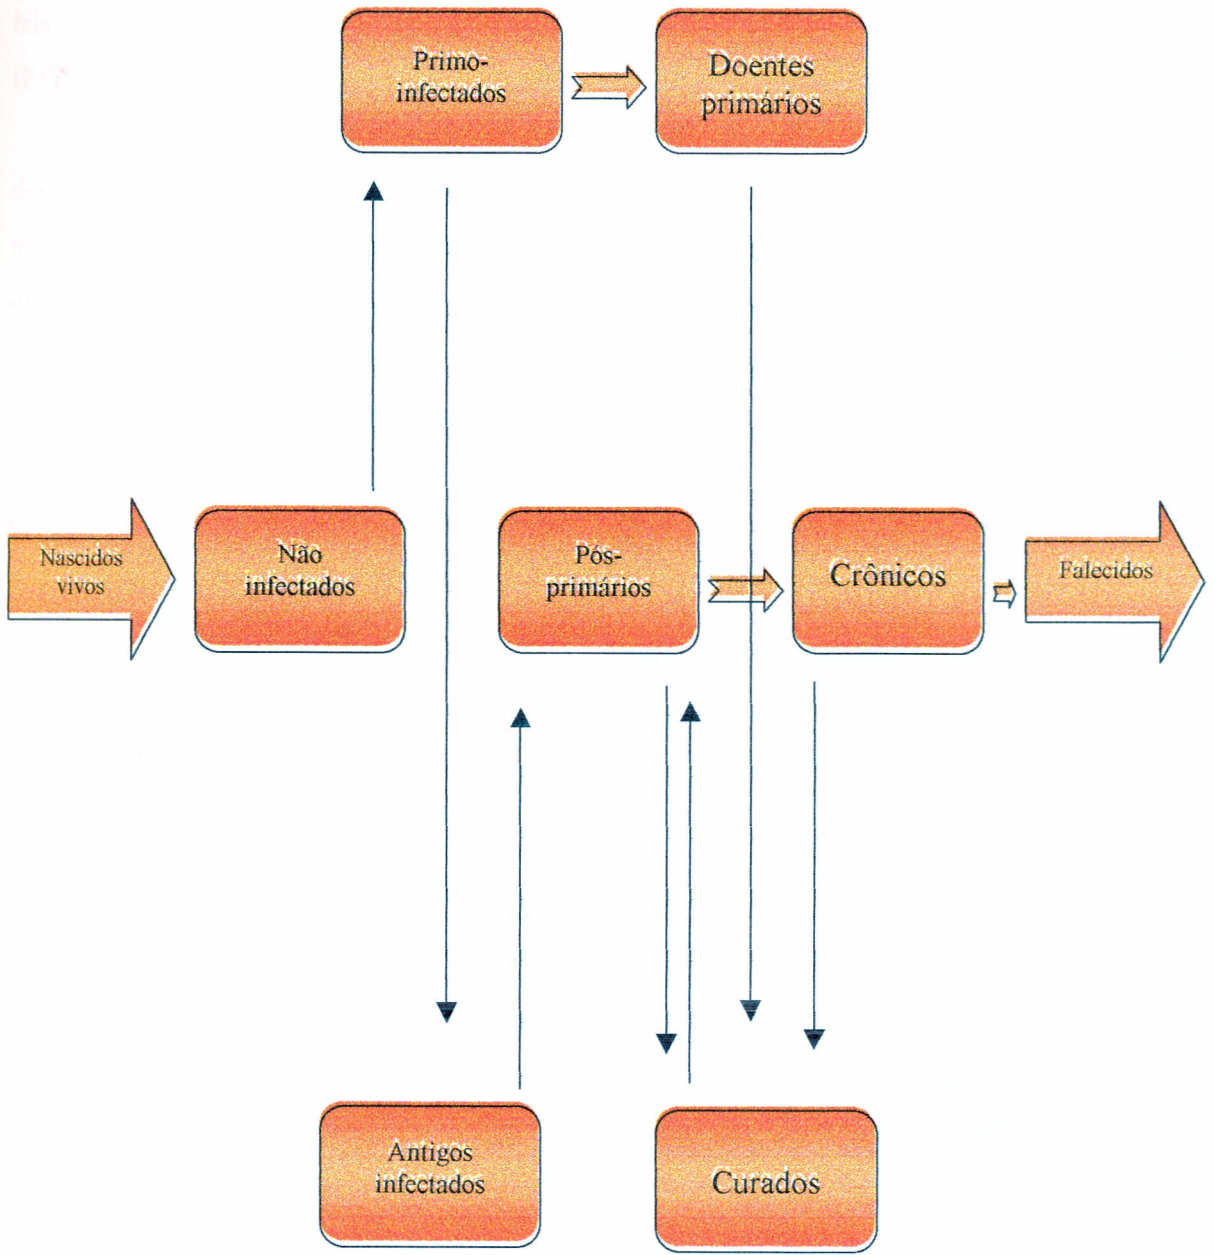 Primo-
infectados
Doentes
primários
Nascidos
vivos
Não
infectados
Pós-
primários
Crônicos
Falecidos
Antigos
infectados
Curados